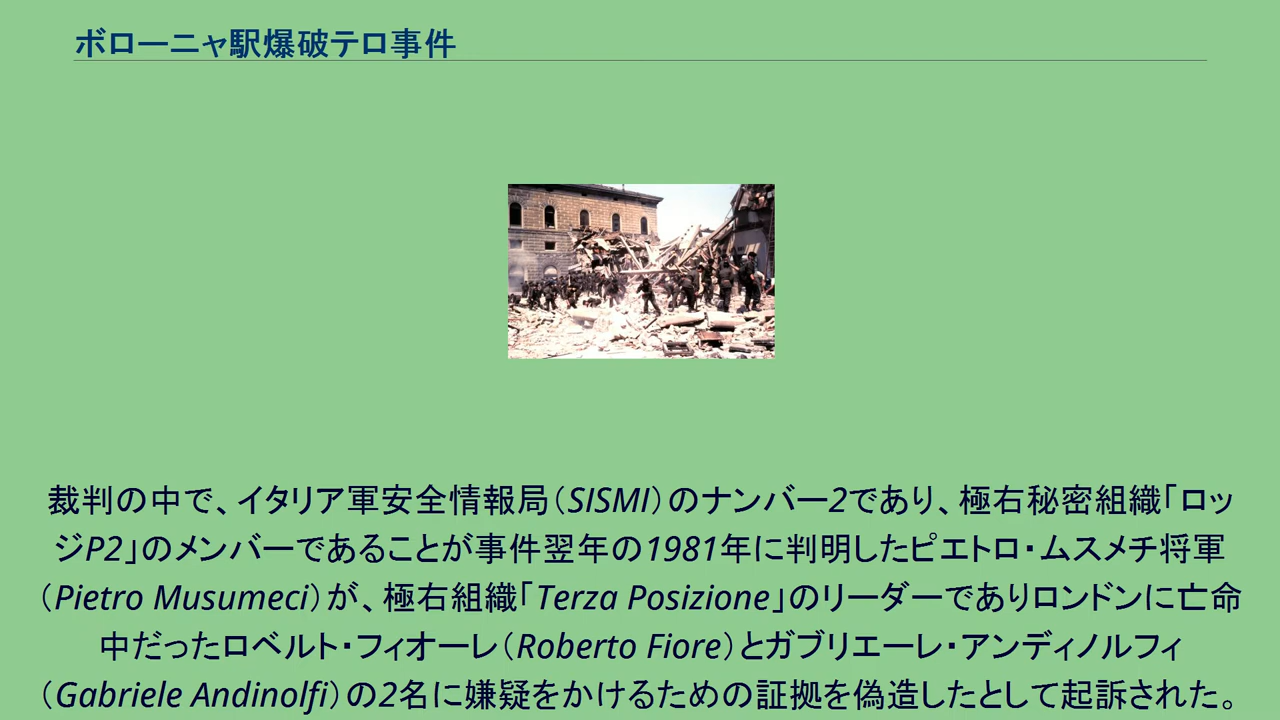 ボローニャ駅爆破テロ事件
裁判の中で、イタリア軍安全情報局（SISMI）のナンバー2であり、極右秘密組織「ロッ
ジP2」のメンバーであることが事件翌年の1981年に判明したピエトロ・ムスメチ将軍
（Pietro Musumeci）が、極右組織「Terza Posizione」のリーダーでありロンドンに亡命
中だったロベルト・フィオーレ（Roberto Fiore）とガブリエーレ・アンディノルフィ
（Gabriele Andinolfi）の2名に嫌疑をかけるための証拠を偽造したとして起訴された。